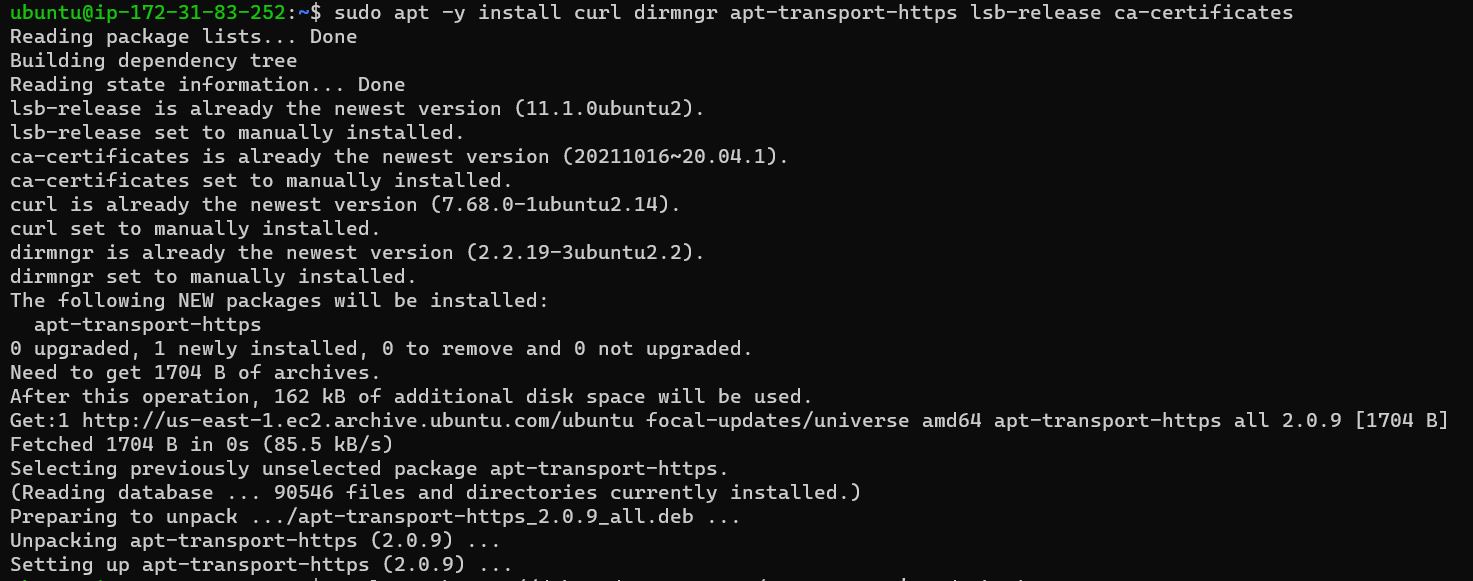 ubuntu@ip-172-31-83-252:~$ sudo apt -y install curl dirmngr apt-transport-https lsb-release ca-certificates
Reading package lists... Done
Building dependency tree
Reading state information... Done
lsb-release is already the newest version (11.1.0ubuntu2).
lsb-release set to manually installed.
ca-certificates is already the newest version (20211016~20.04.1).
ca-certificates set to manually installed.
curl is already the newest version (7.68.0-1ubuntu2.14).
curl set to manually installed.
dirmngr is already the newest version (2.2.19-3ubuntu2.2).
dirmngr set to manually installed.
The following NEW packages will be installed:
  apt-transport-https
0 upgraded, 1 newly installed, 0 to remove and 0 not upgraded.
Need to get 1704 B of archives.
After this operation, 162 kB of additional disk space will be used.
Get:1 http://us-east-1.ec2.archive.ubuntu.com/ubuntu focal-updates/universe amd64 apt-transport-https all 2.0.9 [1704 B]
Fetched 1704 B in 0s (85.5 kB/s)
Selecting previously unselected package apt-transport-https.
(Reading database ... 90546 files and directories currently installed.)
Preparing to unpack .../apt-transport-https_2.0.9_all.deb ...
Unpacking apt-transport-https (2.0.9) ...
Setting up apt-transport-https (2.0.9) ...